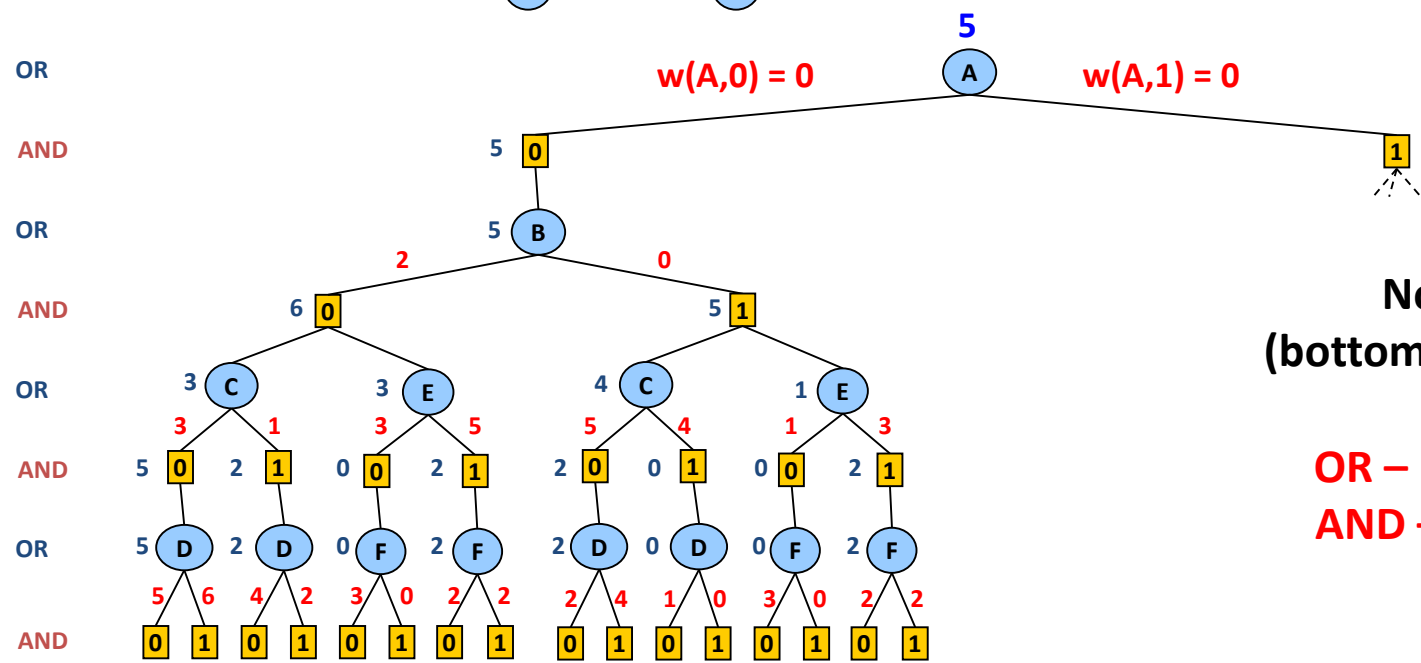 5
OR w(A,0) = 0 A w(A,1) = 0
AND 5 0 1
OR 5 B
2 0
AND 6 0 5 1
(bottom
OR 3 C 3 E 4 C 1 E
3 1 3 5 5 4 1 3
AND 5 0 2 1 0 0 2 1 2 0 0 1 0 0 2 1
OR –
AND
OR 5 D 2 D 0 F 2 F 2 D 0 D 0 F 2 F
5 6 4 2 3 0 2 2 2 4 1 0 3 0 2 2
AND 0 1 0 1 0 1 0 1 0 1 0 1 0 1 0 1